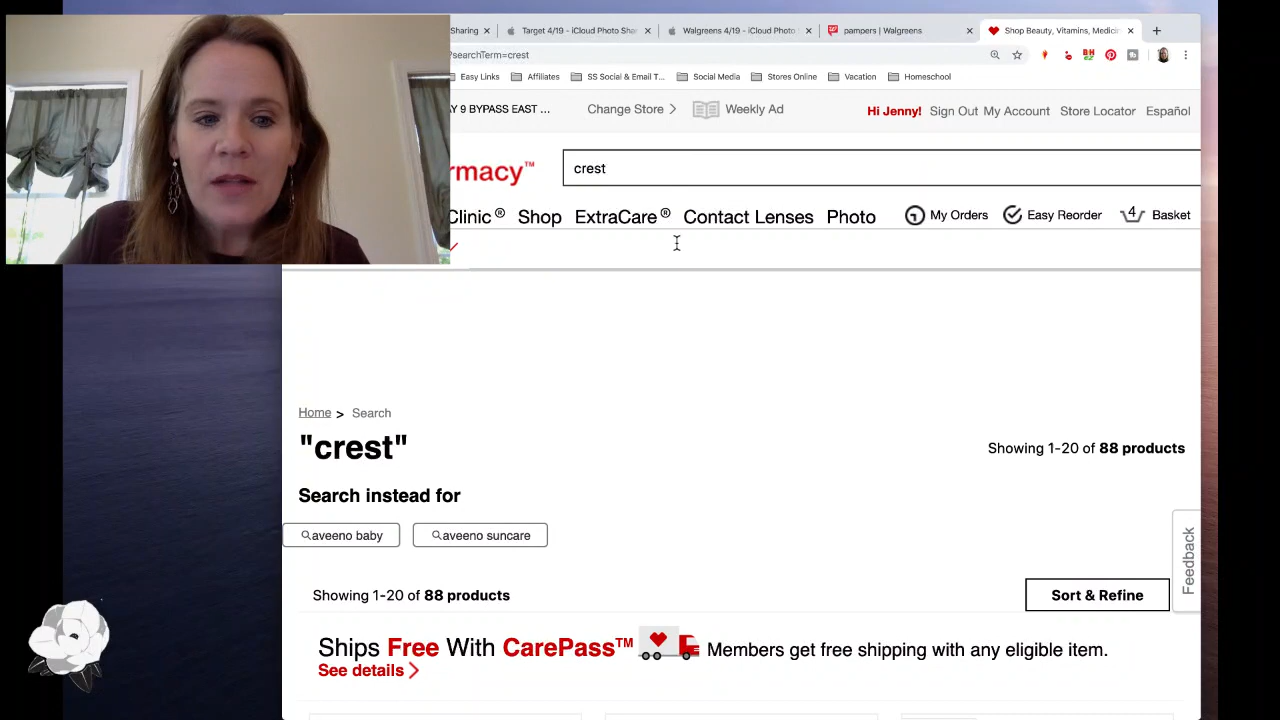 Sharing
Target 4/19 - iCloud Photo Sha
Walgreens 4/19 - iCloud Photo
pampers | Walgreens
Shop Beauty, Vitamins, Medicin
?searchTerm=crest
Easy Links
Affiliates
SS Social & Email T...
Social Media
Stores Online
Vacation
Homeschool
AY 9 BYPASS EAST ...
Change Store
Weekly Ad
Hi Jenny!
Sign Out
My Account
Store Locator
Español
rmacy™
crest
Clinic®
Shop
ExtraCare®
Contact Lenses
Photo
My Orders
Easy Reorder
4
Basket
Home > Search
"crest"
Showing 1-20 of 88 products
Search instead for
aveeno baby
aveeno suncare
Feedback
Showing 1-20 of 88 products
Sort & Refine
Ships Free With CarePass™
Members get free shipping with any eligible item.
See details